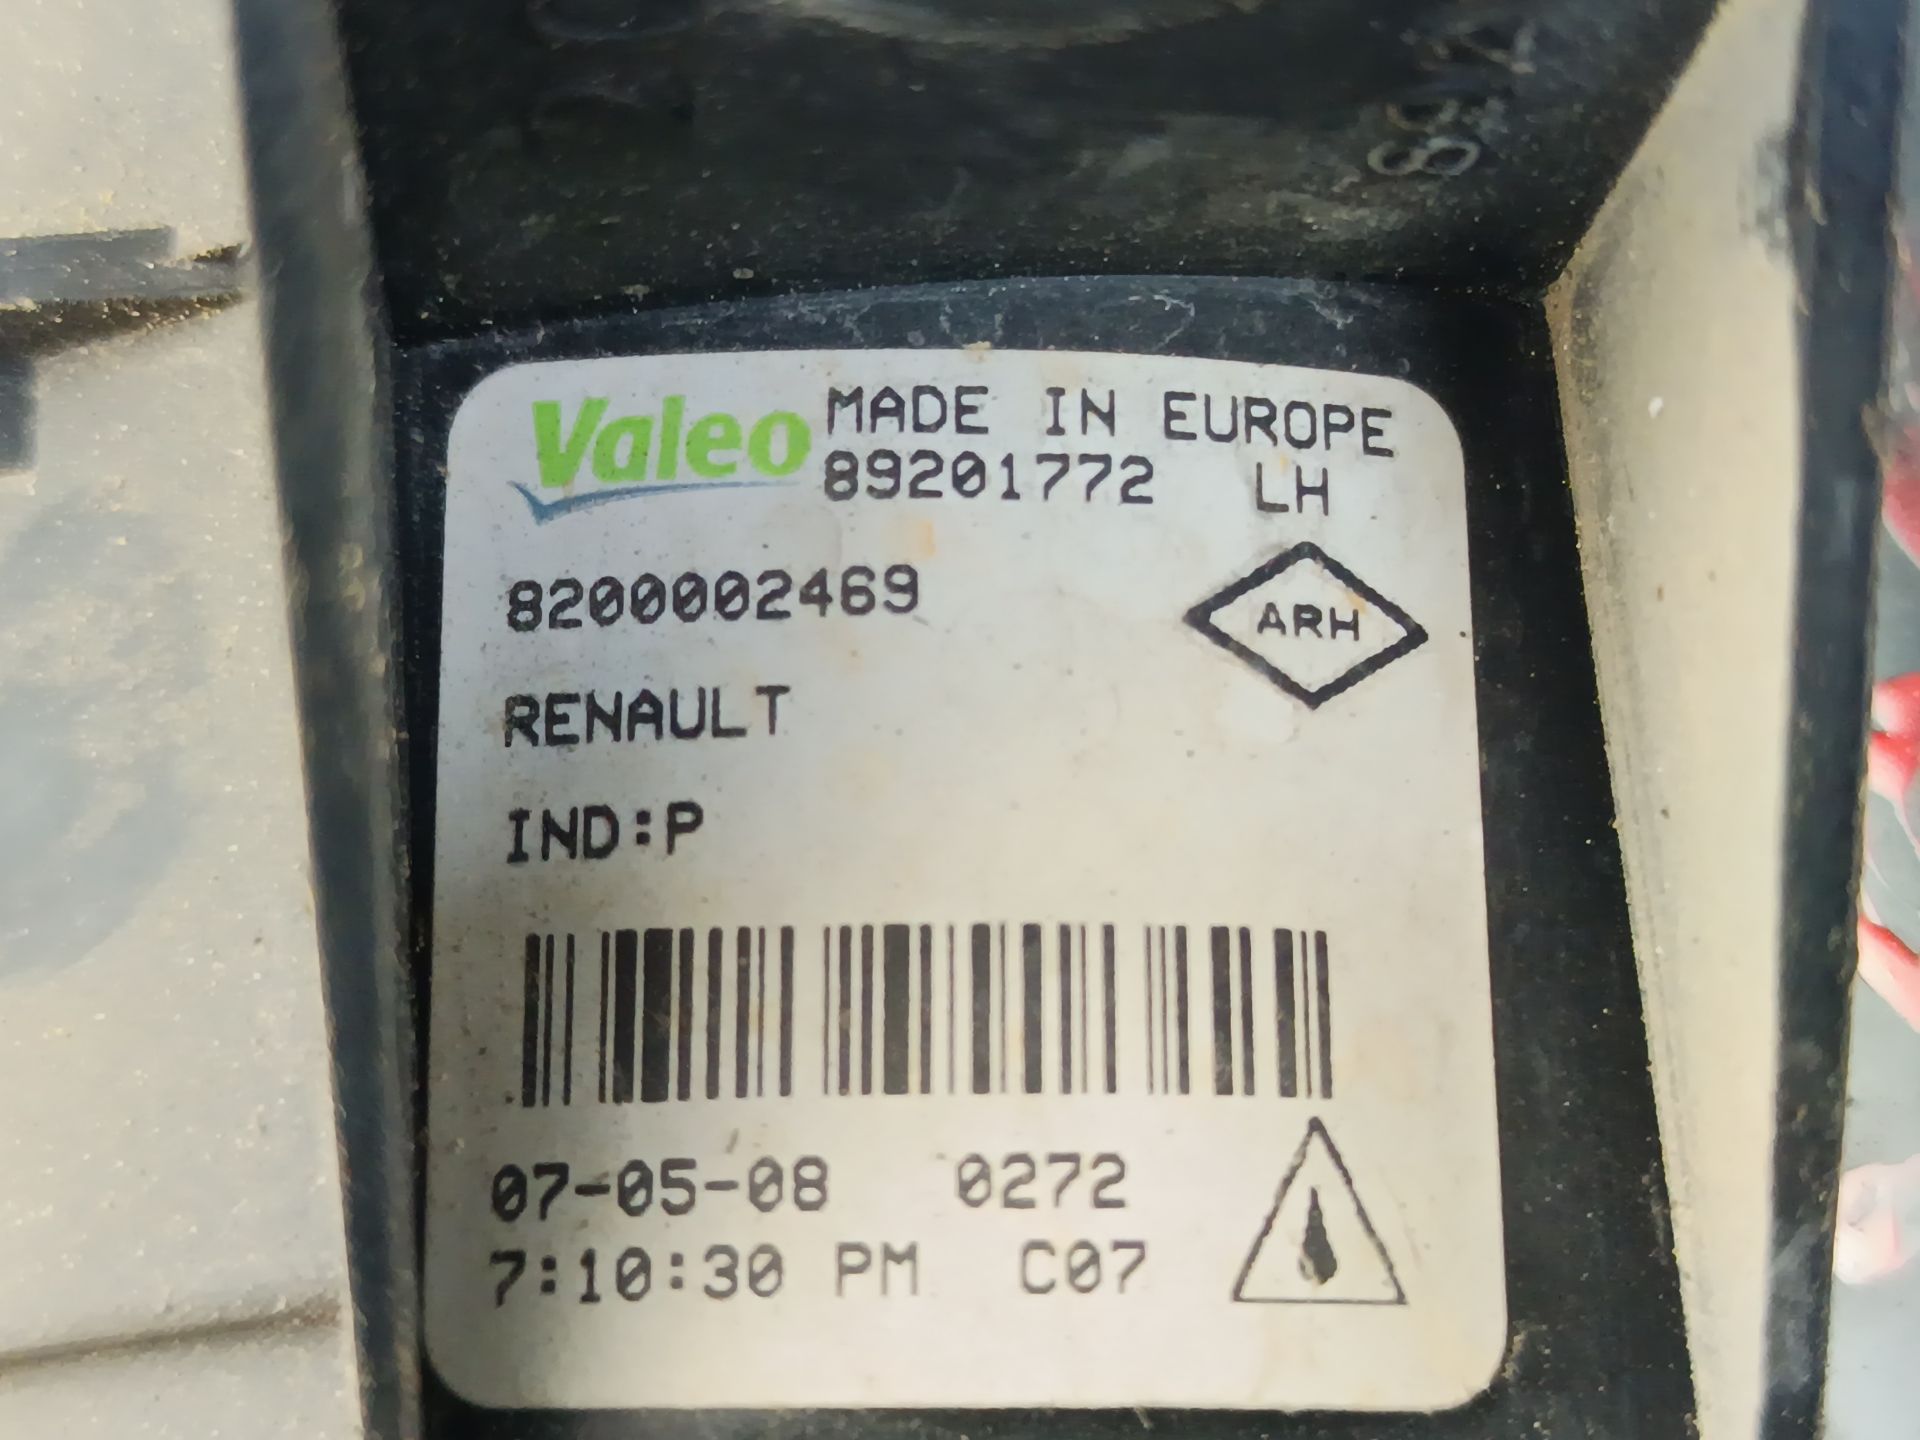 Valeo MADE IN EUROPE
89201772 LH
8200002469
ARH
RENAULT
IND:P
07-05-08 0272
7:10:30 PM C07